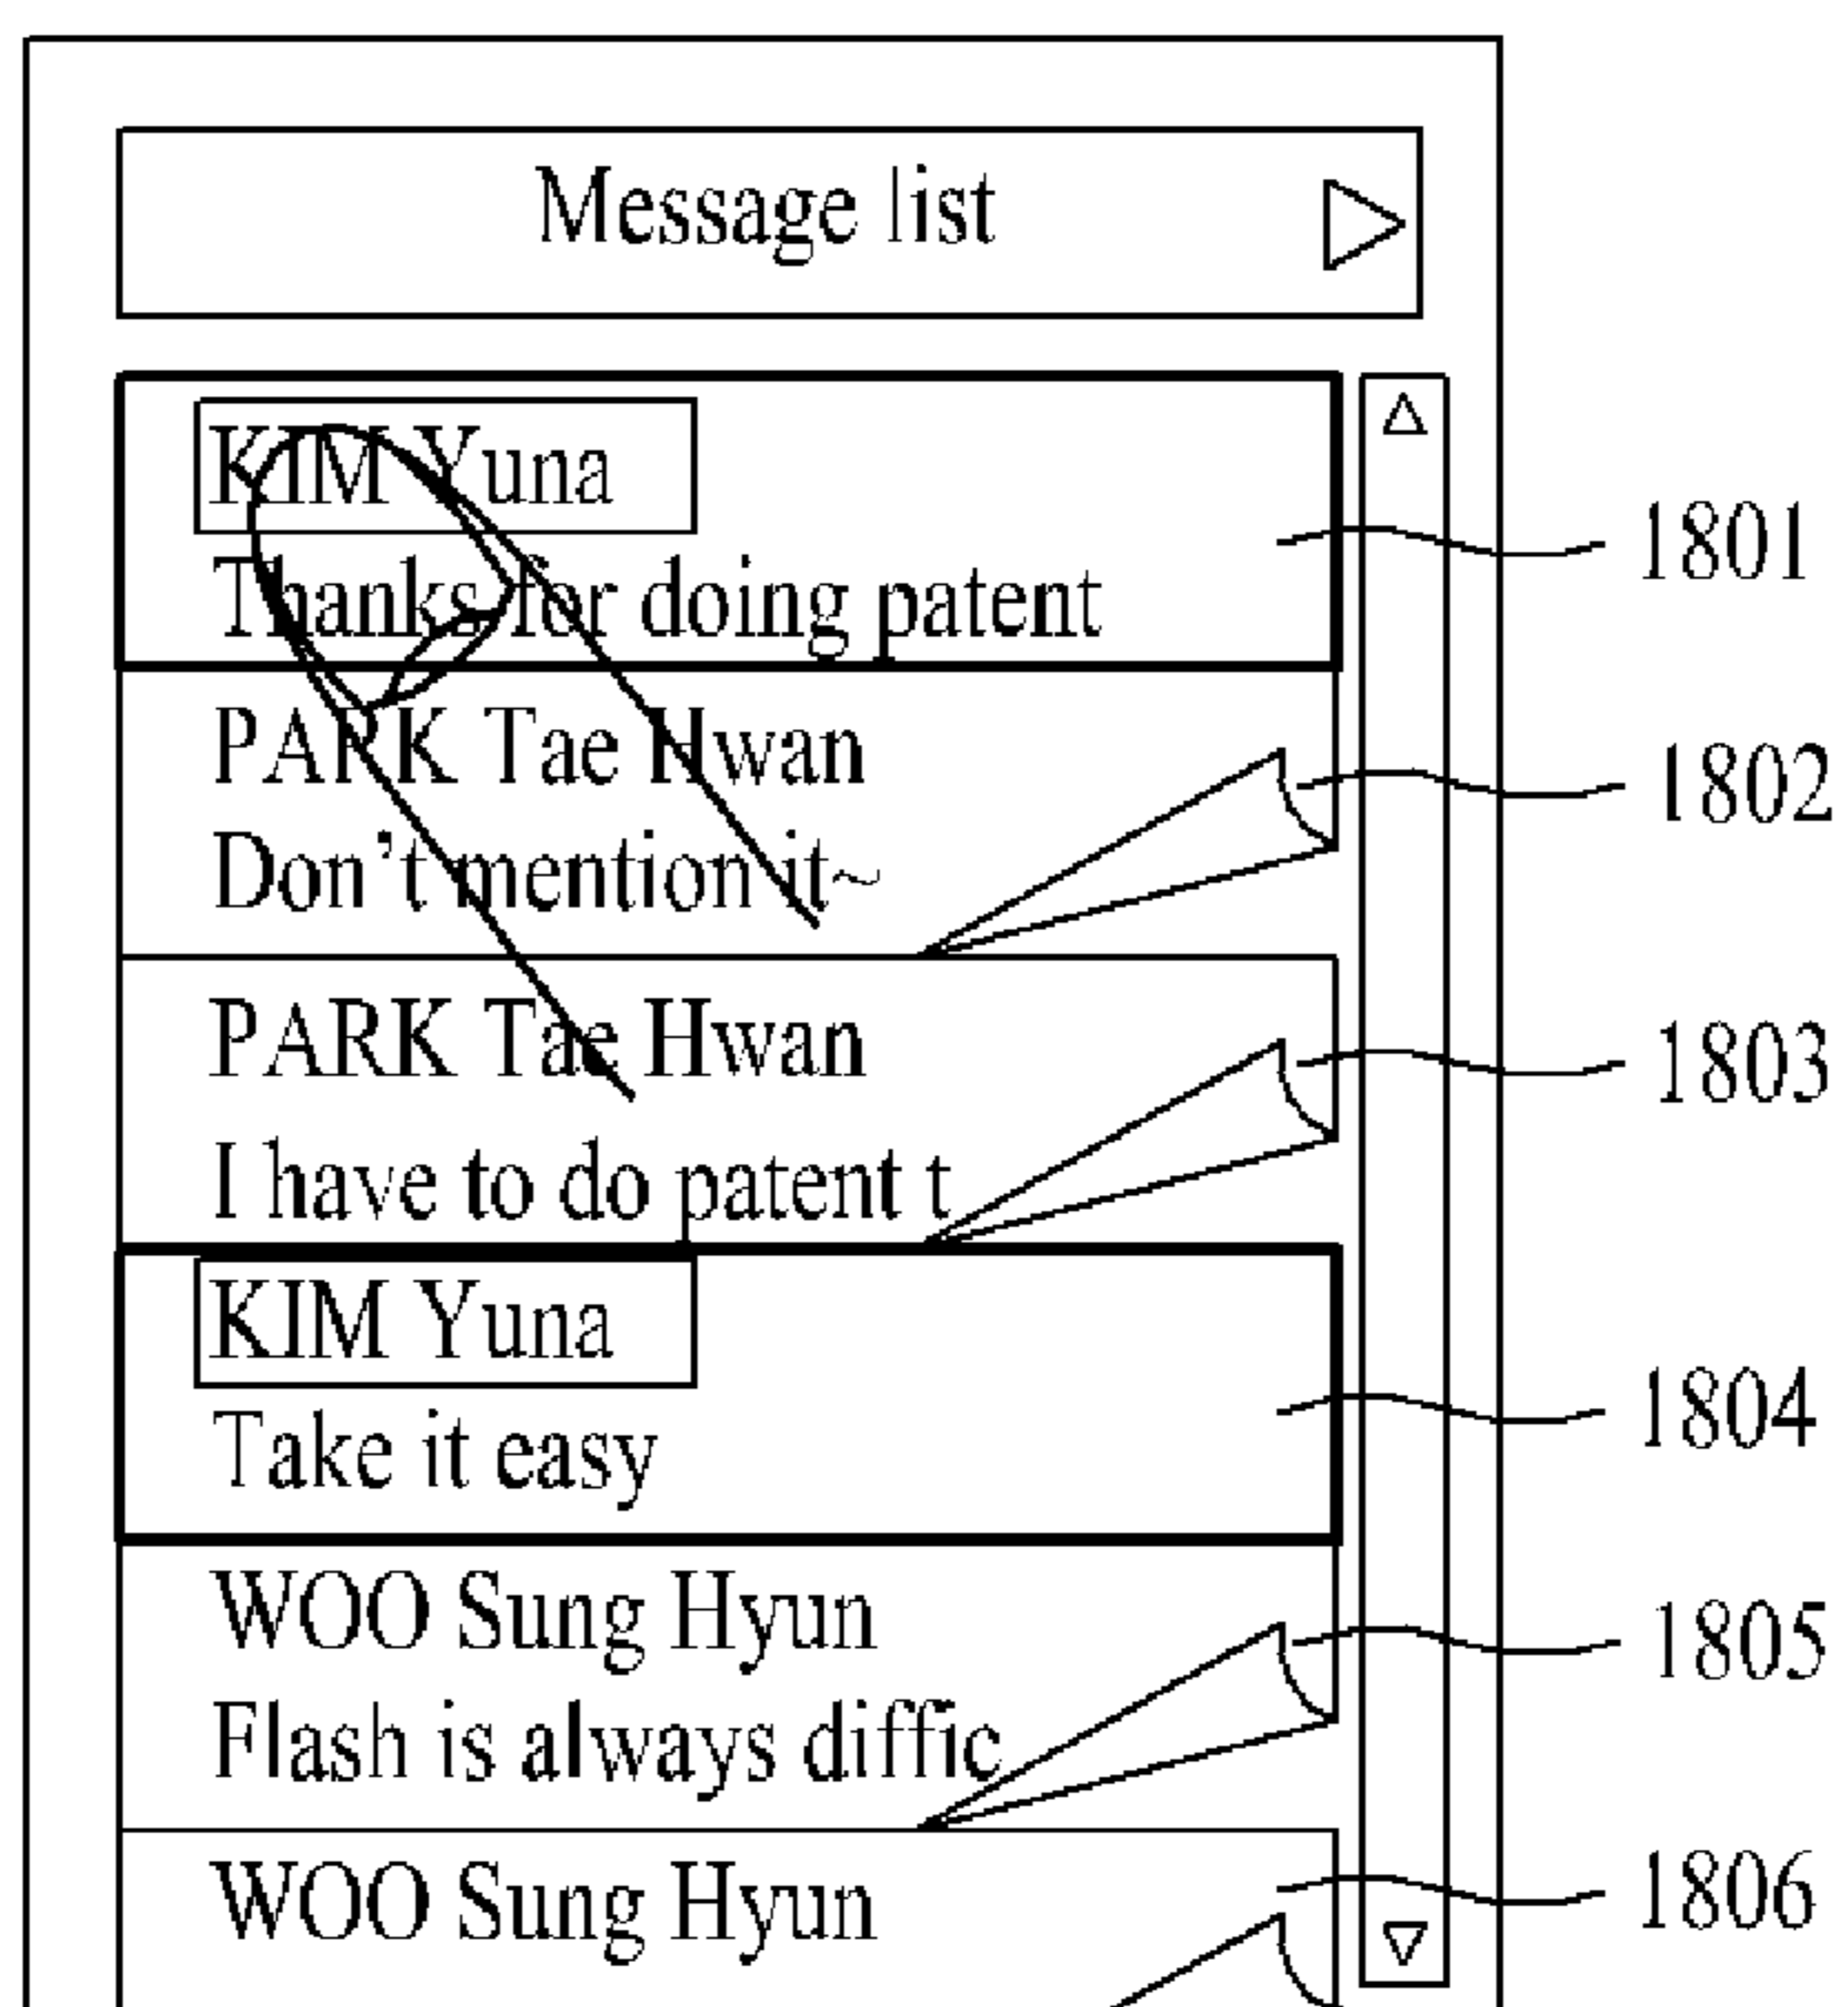 Message list
KIM Yuna
Thanks for doing patent
1801
PARK Tae Hwan
1802
Don't mention it~
PARK Tae Hwan
1803
I have to do patent t
KIM Yuna
1804
Take it easy
WOO Sung Hyun
1805
Flash is always diffic
WOO Sung Hyun
1806